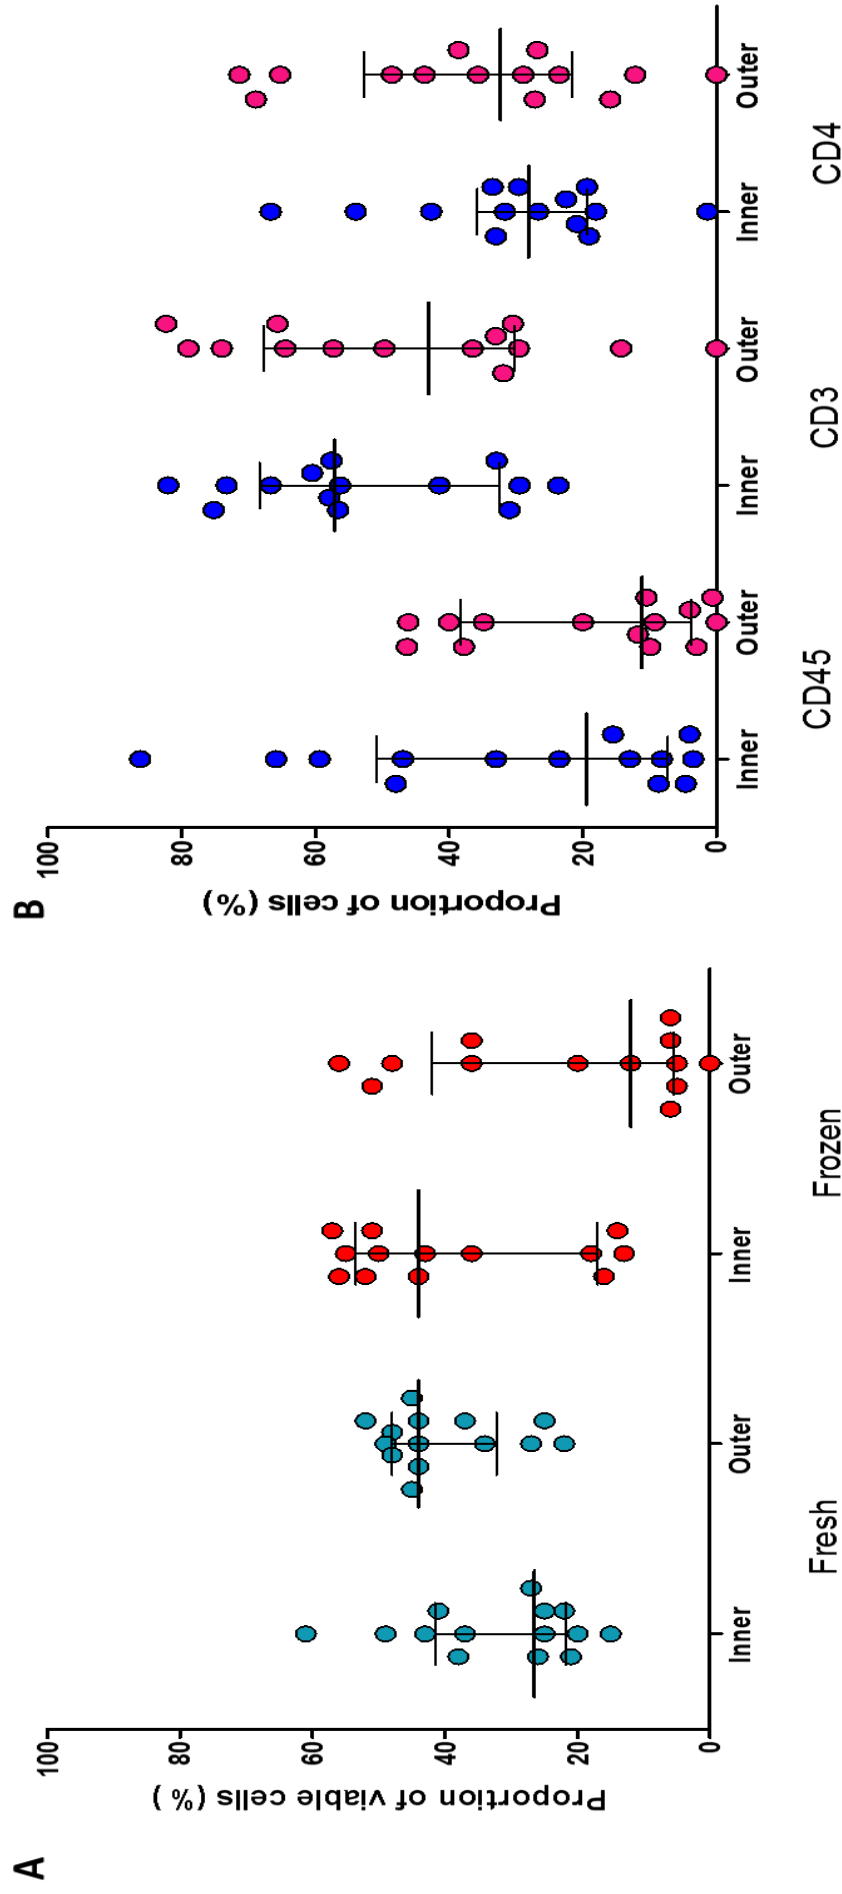 A
Proportion of viable cells (%)
100
80
60
40
20
0
Inner
Outer
Inner
Outer
Fresh
Frozen
B
Proportion of cells (%)
100
80
60
40
20
0
Inner
Outer
Inner
Outer
Inner
Outer
CD45
CD3
CD4